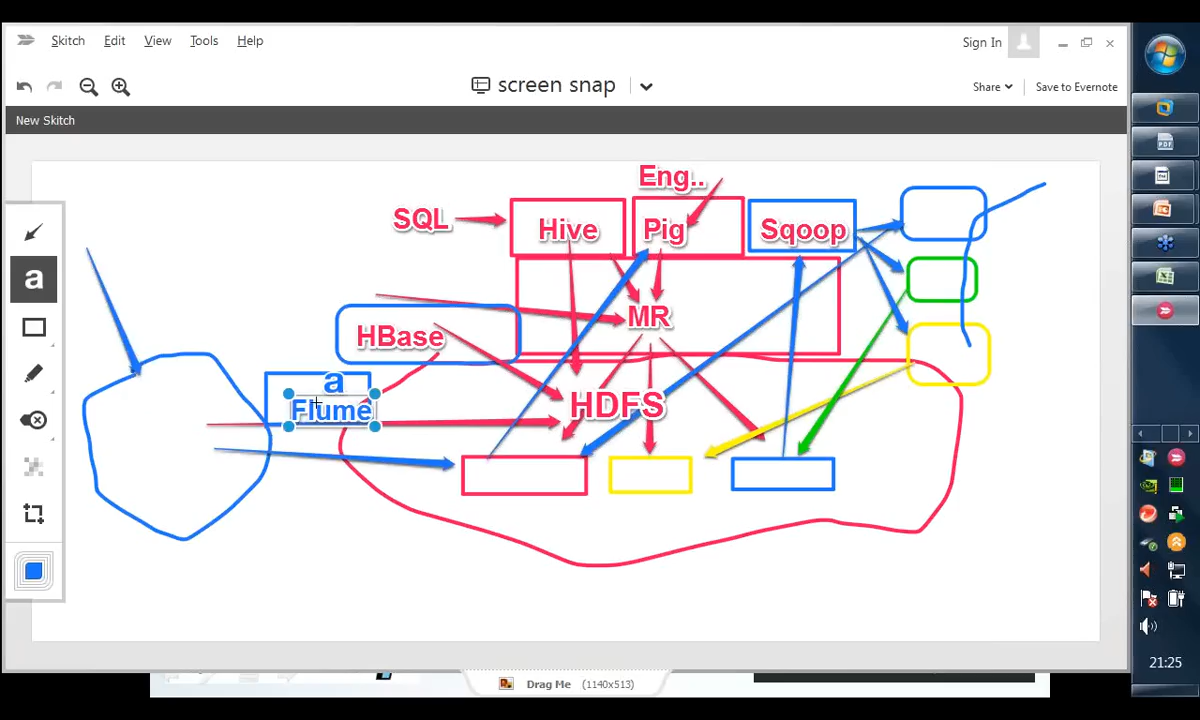 Skitch Edit View Tools Help
Sign In
screen snap
Share
Save to Evernote
New Skitch
Eng..
SQL
Hive
Pig
Sqoop
MR
HBase
a
a
Flume
HDFS
Drag Me (1140x513)
PDF
21:25